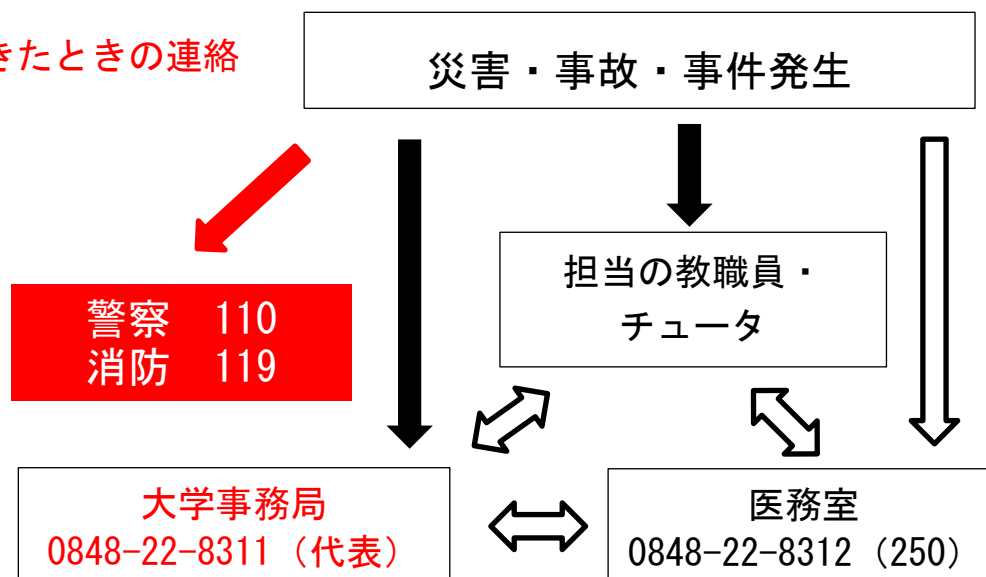 きたときの連絡
災害・事故・事件発生
担当の教職員・
チュータ
警察　110
消防　119
大学事務局
0848-22-8311（代表）
医務室
0848-22-8312（250）